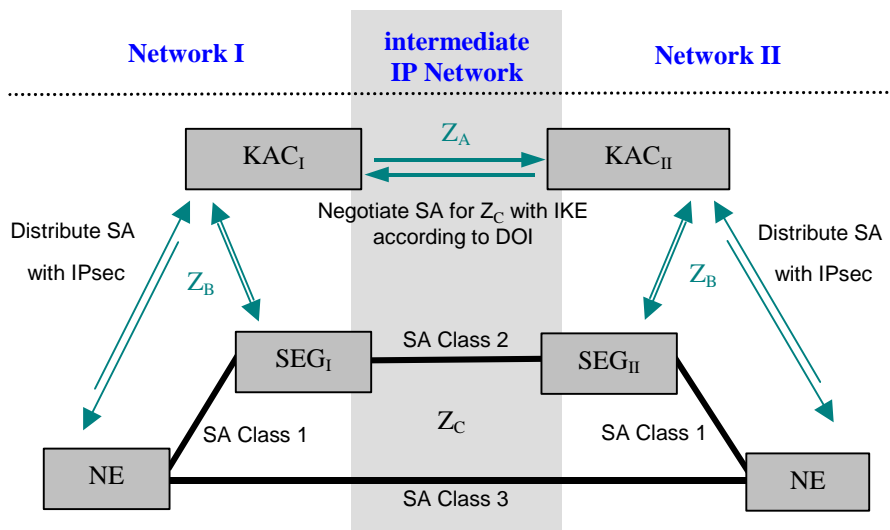 Network I
intermediate
IP Network
Network II
KAC_I
Z_A
KAC_II
Negotiate SA for Z_C with IKE
according to DOI
Distribute SA
with IPsec
Z_B
Distribute SA
with IPsec
Z_B
SEG_I
SA Class 2
SEG_II
SA Class 1
Z_C
SA Class 1
NE
SA Class 3
NE